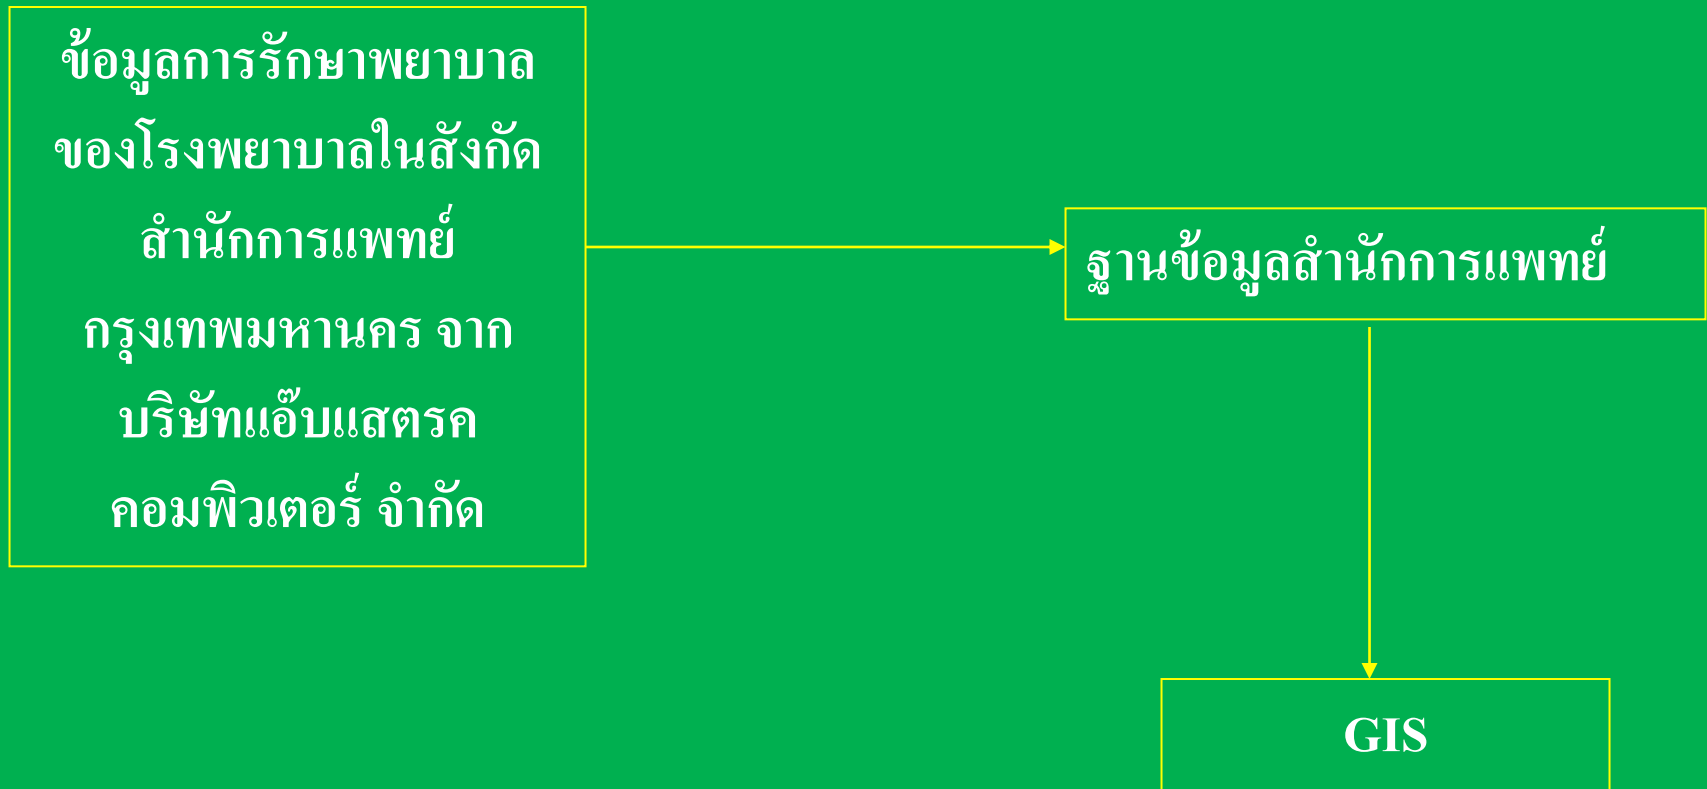 ข้อมูลการรักษาพยาบาล
ของโรงพยาบาลในสังกัด
สำนักการแพทย์
กรุงเทพมหานคร จาก
บริษัทแอ๊บแสตรค
คอมพิวเตอร์ จำกัด
ฐานข้อมูลสำนักการแพทย์
GIS